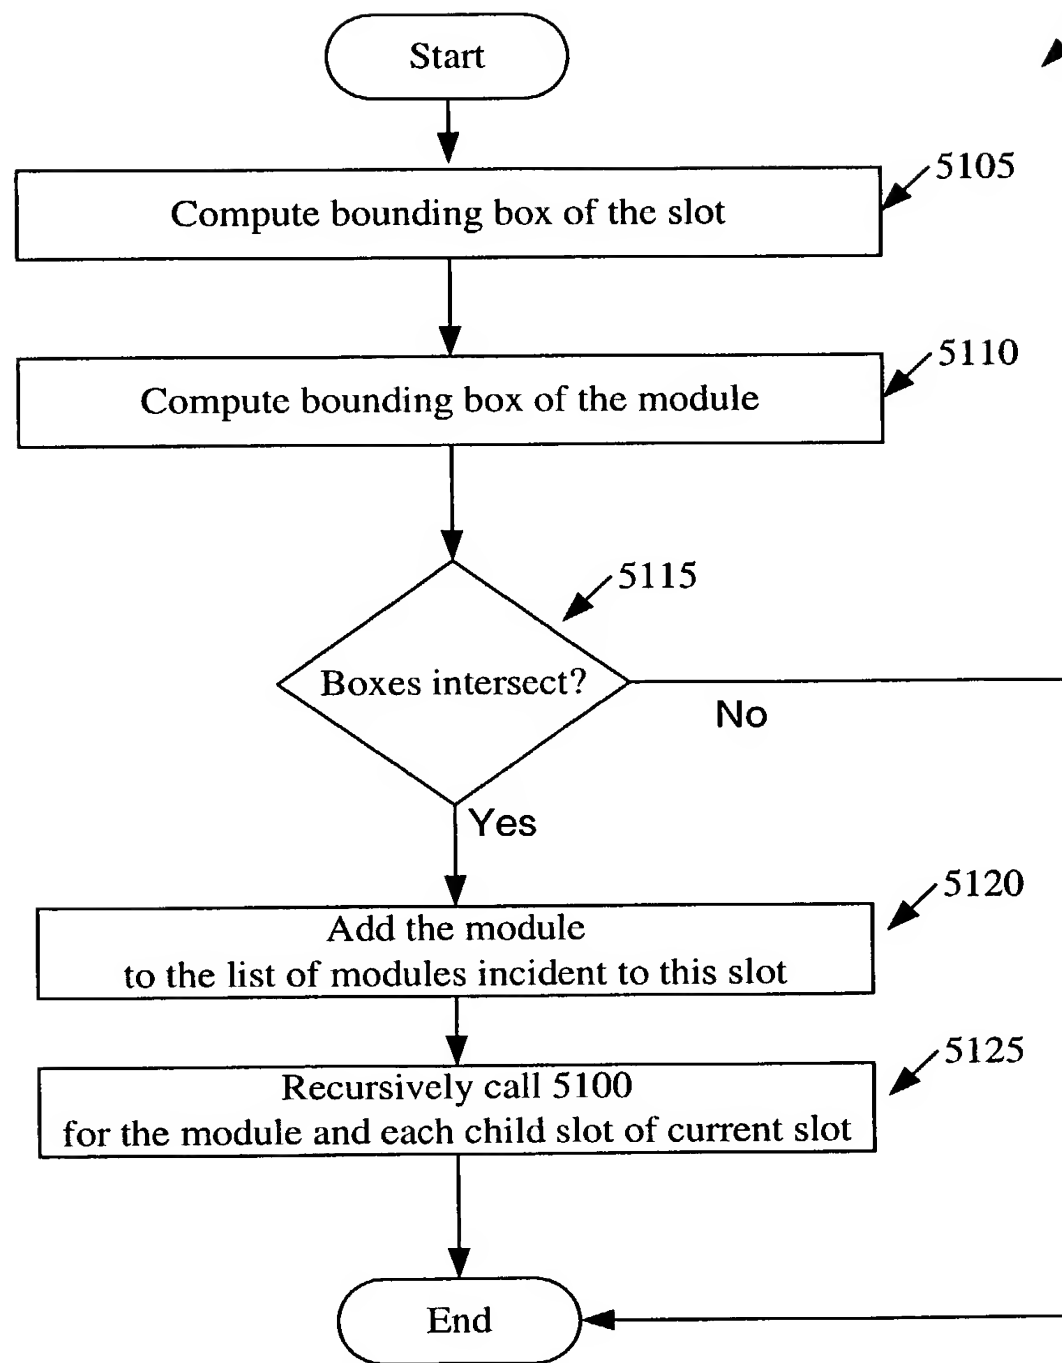 Start
5105
Compute bounding box of the slot
5110
Compute bounding box of the module
5115
Boxes intersect?
No
Yes
5120
Add the module
to the list of modules incident to this slot
5125
Recursively call 5100
for the module and each child slot of current slot
End